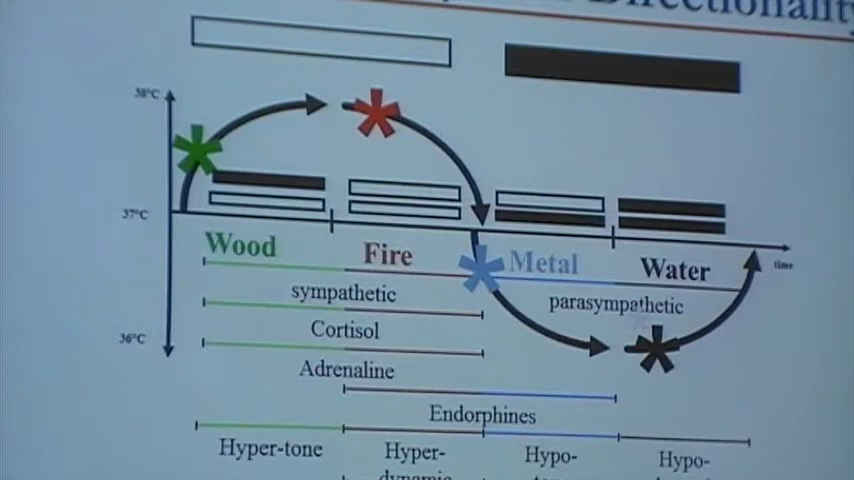 Directionality
38°C
37°C
Wood
Fire
Metal
Water
time
sympathetic
parasympathetic
Cortisol
36°C
Adrenaline
Endorphines
Hyper-tone
Hyper-
dynamic
Hypo-
Hypo-